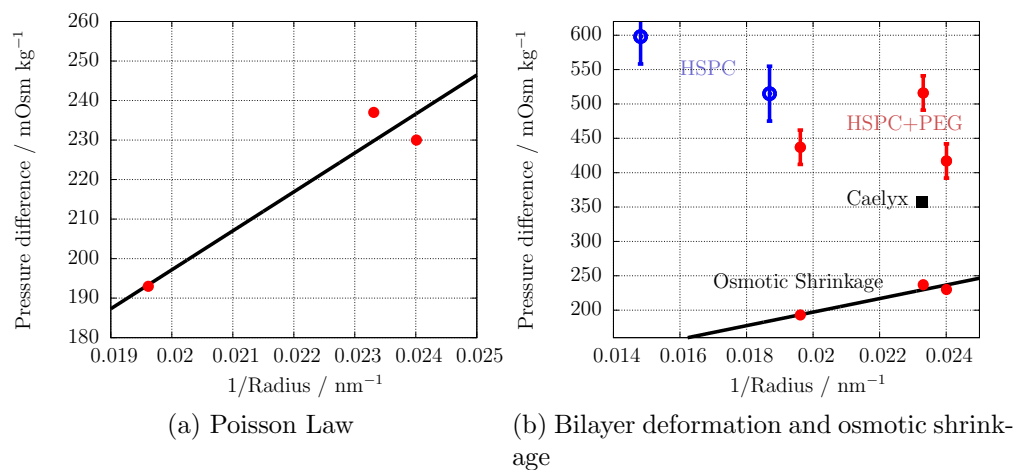 260
250
240
230
220
210
200
190
180
0.019
0.02
0.021
0.022
0.023
0.024
0.025
Pressure difference / mOsm kg⁻¹
1/Radius / nm⁻¹
(a) Poisson Law
600
550
500
450
400
350
300
250
200
0.014
0.016
0.018
0.02
0.022
0.024
Pressure difference / mOsm kg⁻¹
1/Radius / nm⁻¹
HSPC
HSPC+PEG
Caelyx
Osmotic Shrinkage
(b) Bilayer deformation and osmotic shrink-
age